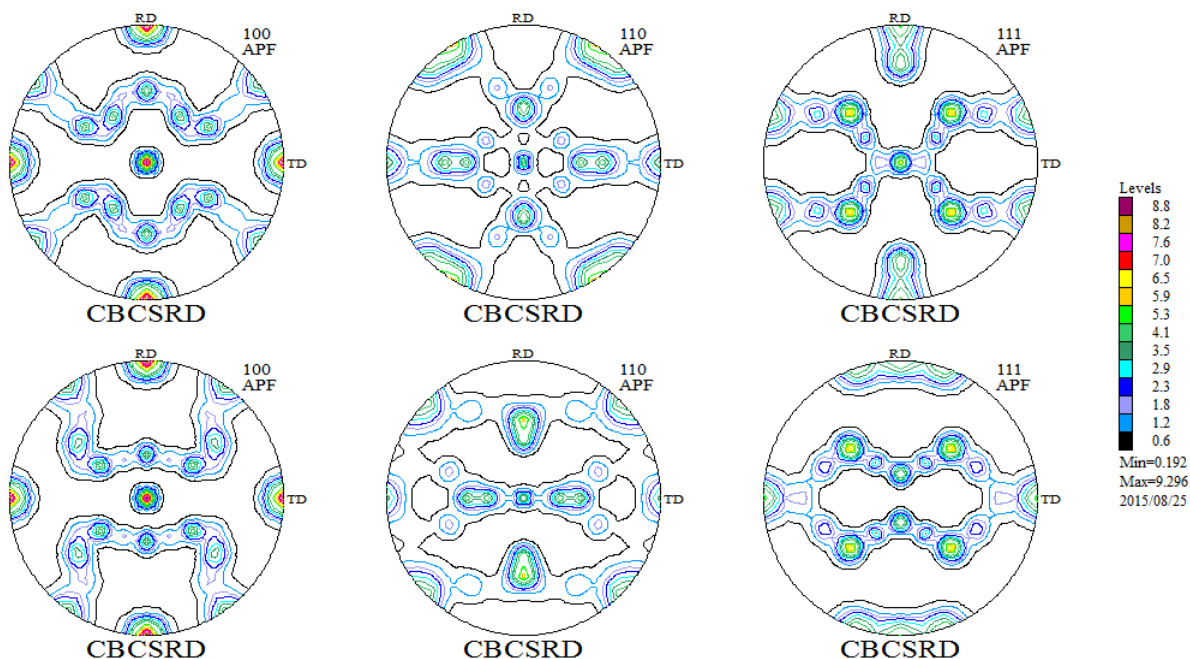 RD
100
APF
TD
CBCSRD
RD
110
APF
TD
CBCSRD
RD
111
APF
TD
CBCSRD
RD
100
APF
TD
CBCSRD
RD
110
APF
TD
CBCSRD
RD
111
APF
TD
CBCSRD
Levels
8.8
8.2
7.6
7.0
6.5
5.9
5.3
4.1
3.5
2.9
2.3
1.8
1.2
0.6
Min=0.192
Max=9.296
2015/08/25